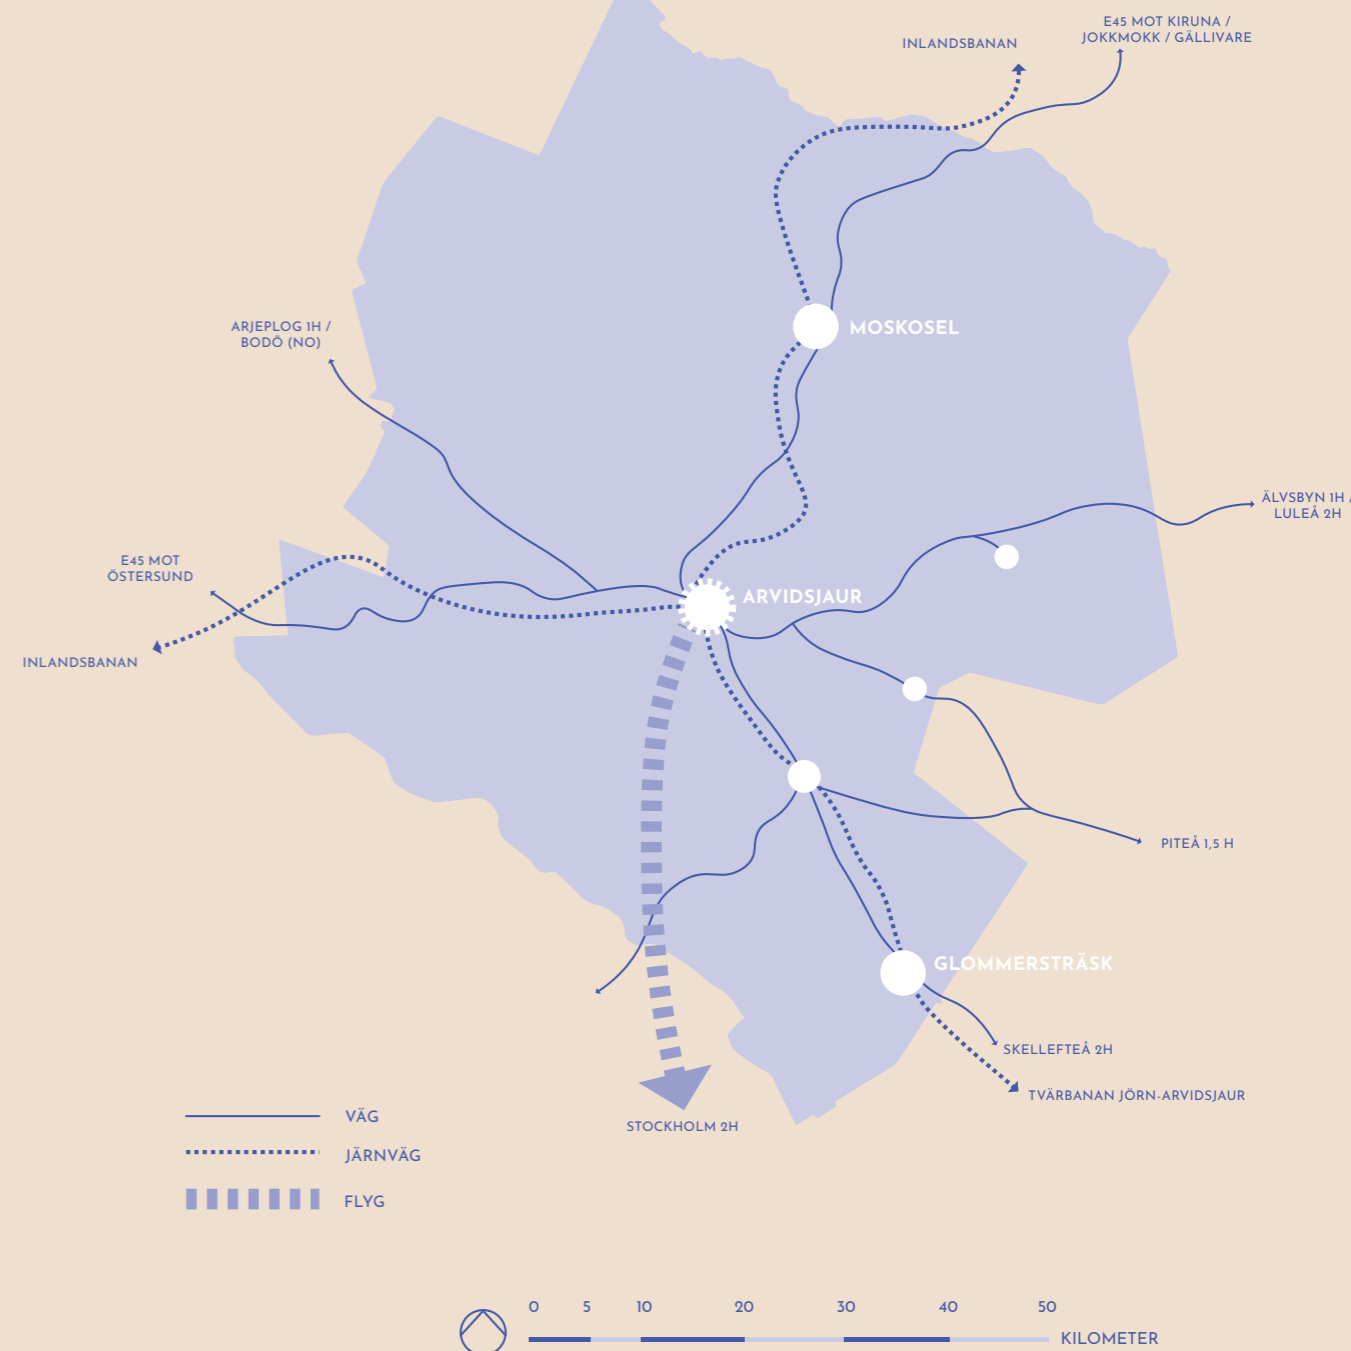 E45 MOT KIRUNA /
JOKKMOKK / GÄLLIVARE
INLANDSBANAN
ARJEPLOG 1H /
BODÖ (NO)
MOSKOSEL
ÄLVSBYN 1H /
LULEÅ 2H
E45 MOT
ÖSTERSUND
ARVIDSJAUR
INLANDSBANAN
PITEÅ 1,5 H
GLOMMERSTRÄSK
SKELLEFTEÅ 2H
TVÄRBANAN JÖRN-ARVIDSJAUR
STOCKHOLM 2H
VÄG
JÄRNVÄG
FLYG
0 5 10 20 30 40 50
KILOMETER